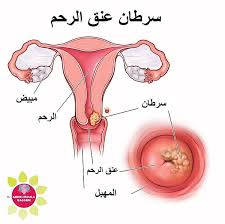 سرطان عنق الرحم
مبيض
الرحم
سرطان
عنق الرحم
المهبل